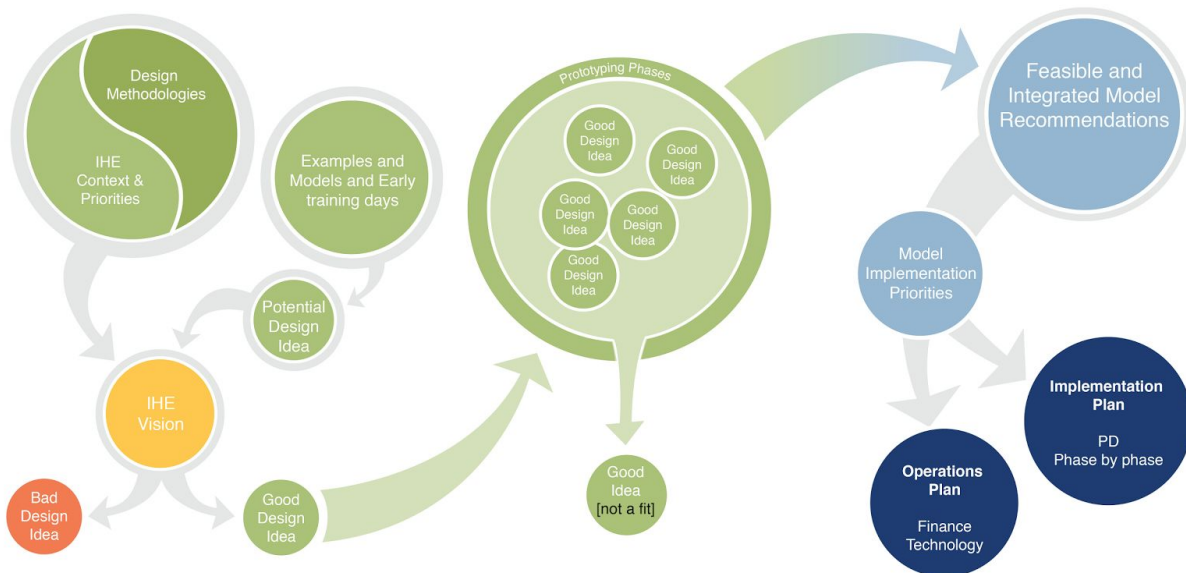 Design
Methodologies
IHE
Context &
Priorities
Examples and
Models and Early
training days
Potential
Design
Idea
IHE
Vision
Bad
Design
Idea
Good
Design
Idea
Prototyping Phases
Good
Design
Idea
Good
Design
Idea
Good
Design
Idea
Good
Design
Idea
Good
Design
Idea
Good
Idea
[not a fit]
Feasible and
Integrated Model
Recommendations
Model
Implementation
Priorities
Implementation
Plan
PD
Phase by phase
Operations
Plan
Finance
Technology